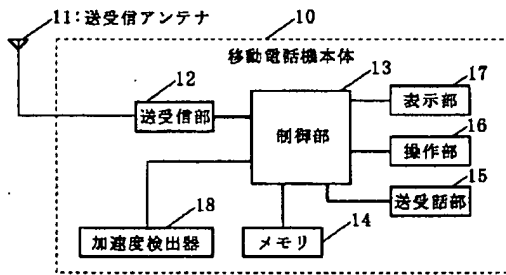 11:送受信アンテナ
10
移動電話機本体
12
送受信部
13
制御部
17
表示部
16
操作部
15
送受話部
18
加速度検出器
14
メモリ